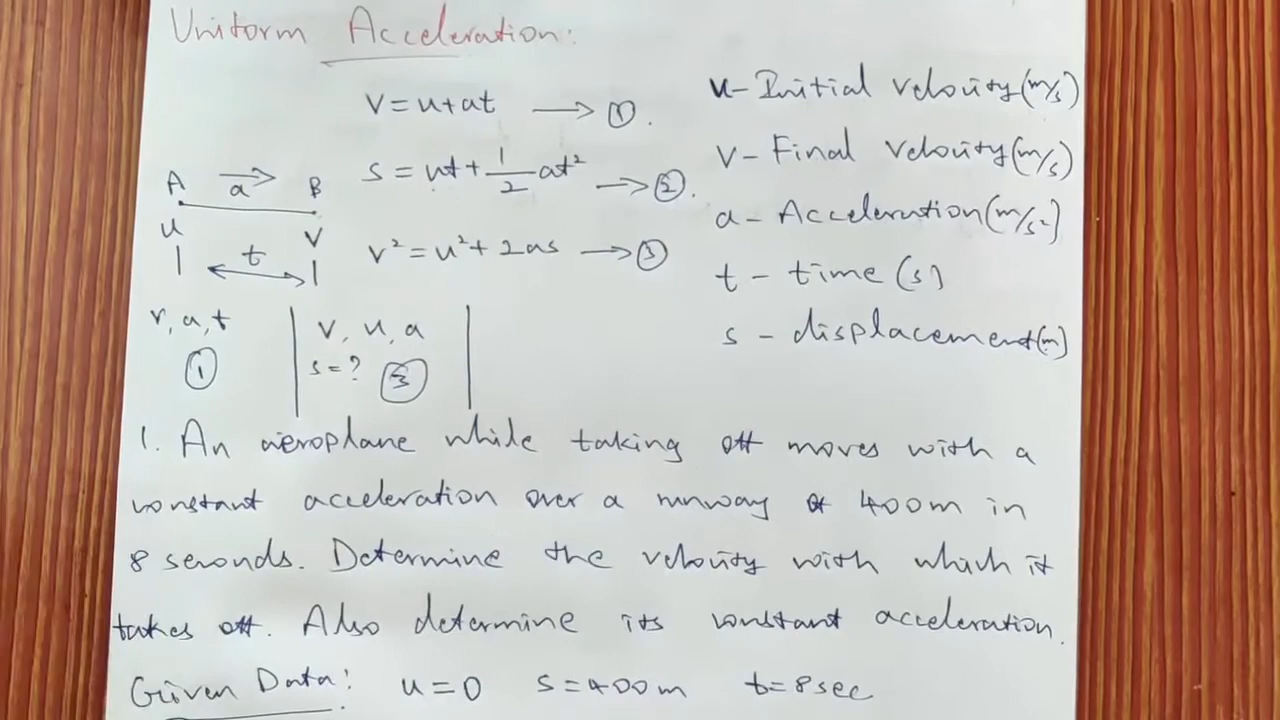 Uniform Acceleration:
v = u + at → ①.
s = ut + 1/2 at² → ②.
v² = u² + 2as → ③
u - Initial velocity (m/s)
v - Final velocity (m/s)
a - Acceleration (m/s²)
t - time (s)
s - displacement (m)
A → B
a
u v
t
v, a, t
①
v, u, a
s = ? ③
1. An aeroplane while taking off moves with a
constant acceleration over a runway of 400m in
8 seconds. Determine the velocity with which it
takes off. Also determine its constant acceleration.
Given Data: u = 0 s = 400m t = 8 sec